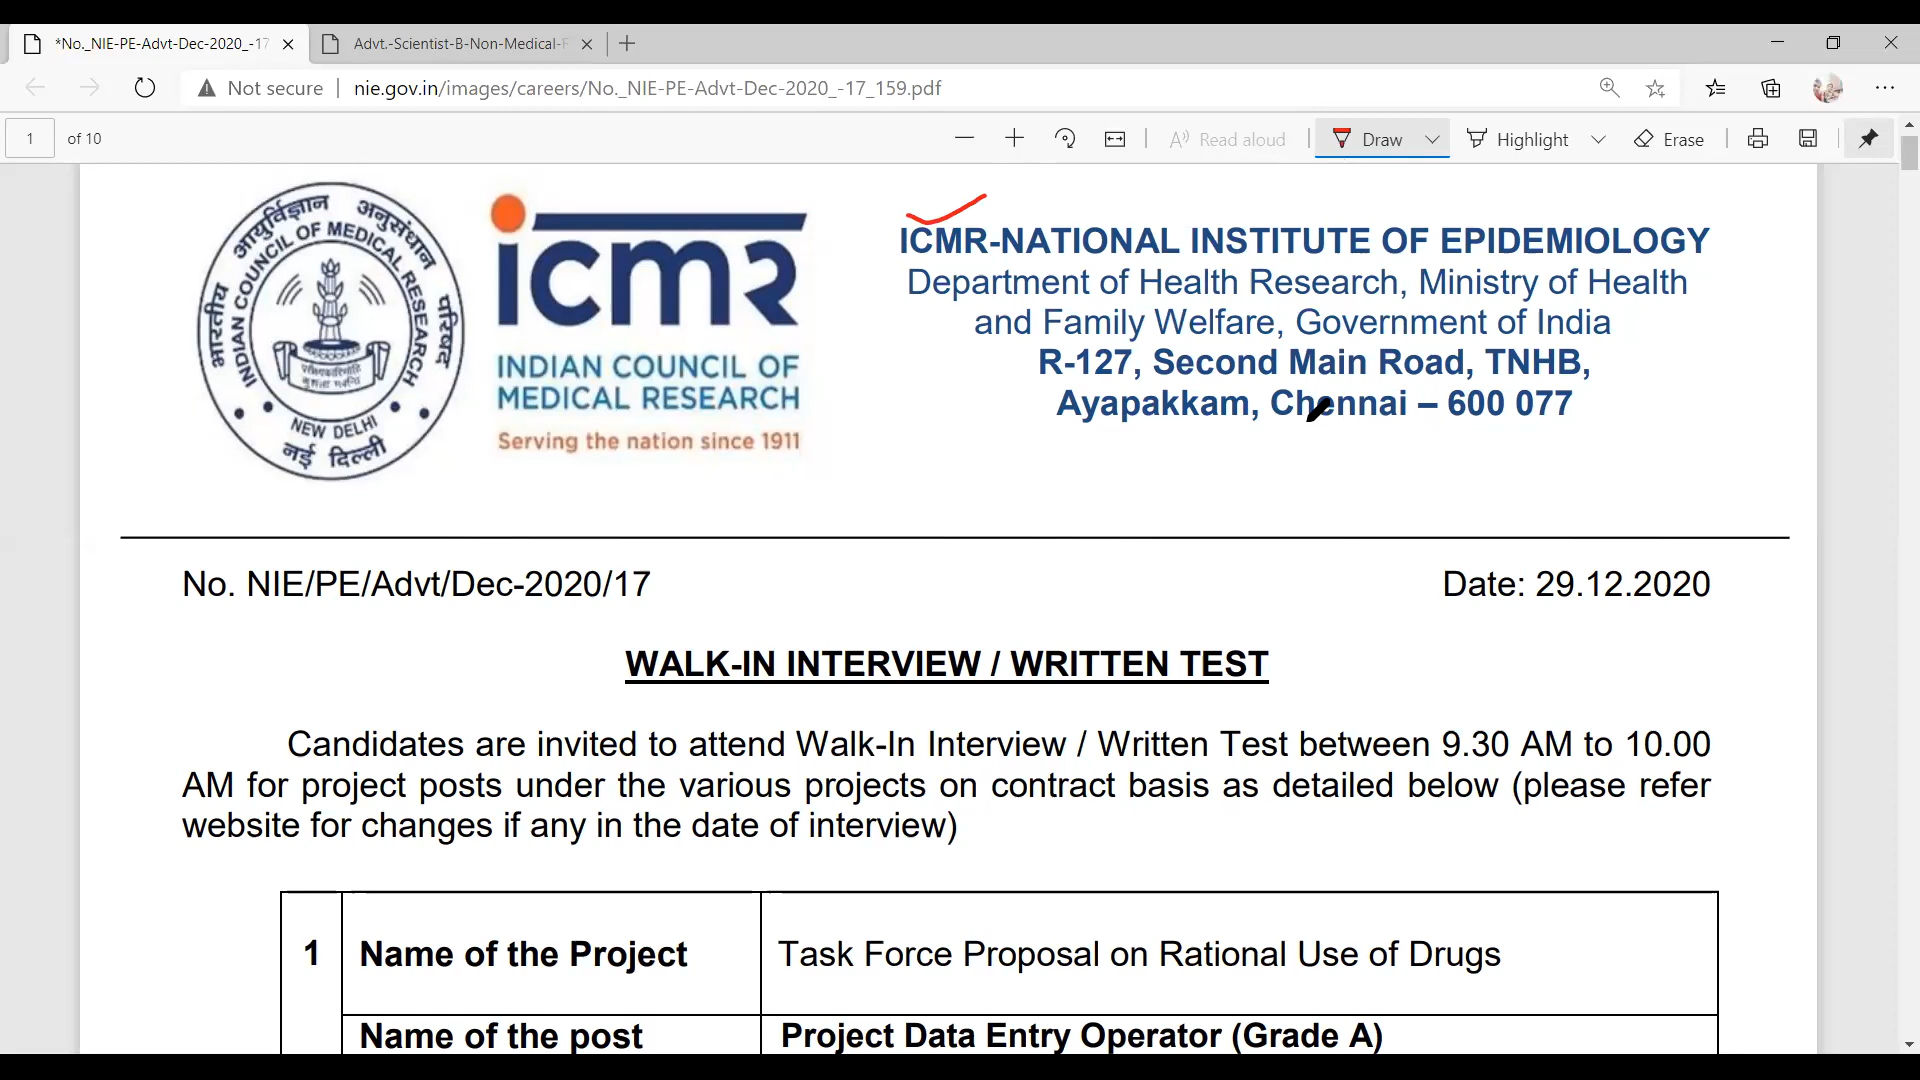 *No._NIE-PE-Advt-Dec-2020_-17
Advt.-Scientist-B-Non-Medical-
Not secure
nie.gov.in/images/careers/No._NIE-PE-Advt-Dec-2020_-17_159.pdf
1 of 10
Read aloud
Draw
Highlight
Erase
भारतीय आयुर्विज्ञान अनुसंधान परिषद
INDIAN COUNCIL OF MEDICAL RESEARCH
NEW DELHI
नई दिल्ली
icmr
INDIAN COUNCIL OF
MEDICAL RESEARCH
Serving the nation since 1911
ICMR-NATIONAL INSTITUTE OF EPIDEMIOLOGY
Department of Health Research, Ministry of Health
and Family Welfare, Government of India
R-127, Second Main Road, TNHB,
Ayapakkam, Chennai – 600 077
No. NIE/PE/Advt/Dec-2020/17
Date: 29.12.2020
WALK-IN INTERVIEW / WRITTEN TEST
Candidates are invited to attend Walk-In Interview / Written Test between 9.30 AM to 10.00
AM for project posts under the various projects on contract basis as detailed below (please refer
website for changes if any in the date of interview)
1 Name of the Project Task Force Proposal on Rational Use of Drugs
Name of the post Project Data Entry Operator (Grade A)